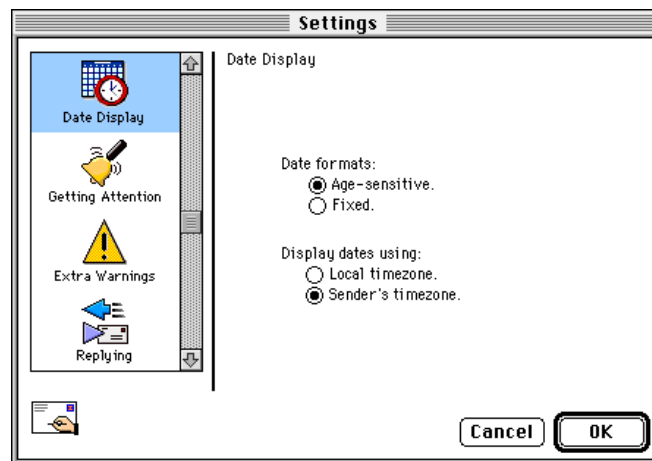 Settings
Date Display
Getting Attention
Extra Warnings
Replying
Date Display
Date formats:
Age-sensitive.
Fixed.
Display dates using:
Local timezone.
Sender's timezone.
Cancel
OK